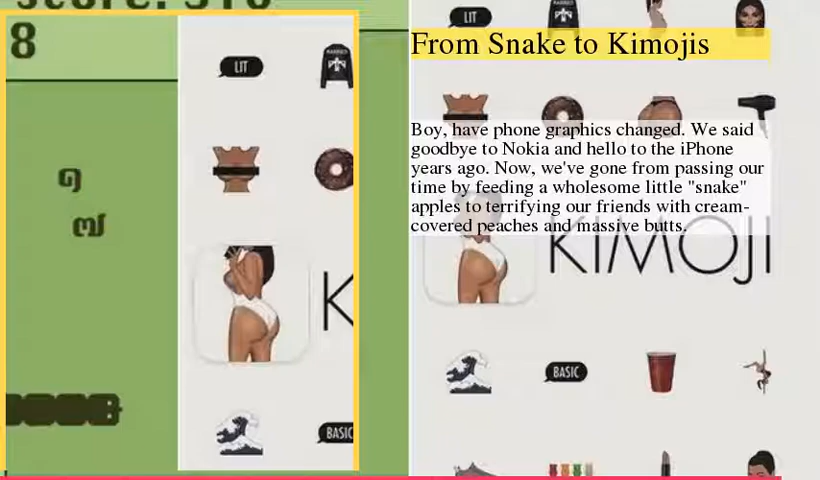 8
LIT
BASIC
LIT
From Snake to Kimojis
Boy, have phone graphics changed. We said
goodbye to Nokia and hello to the iPhone
years ago. Now, we've gone from passing our
time by feeding a wholesome little "snake"
apples to terrifying our friends with cream-
covered peaches and massive butts.
KIMOJI
BASIC